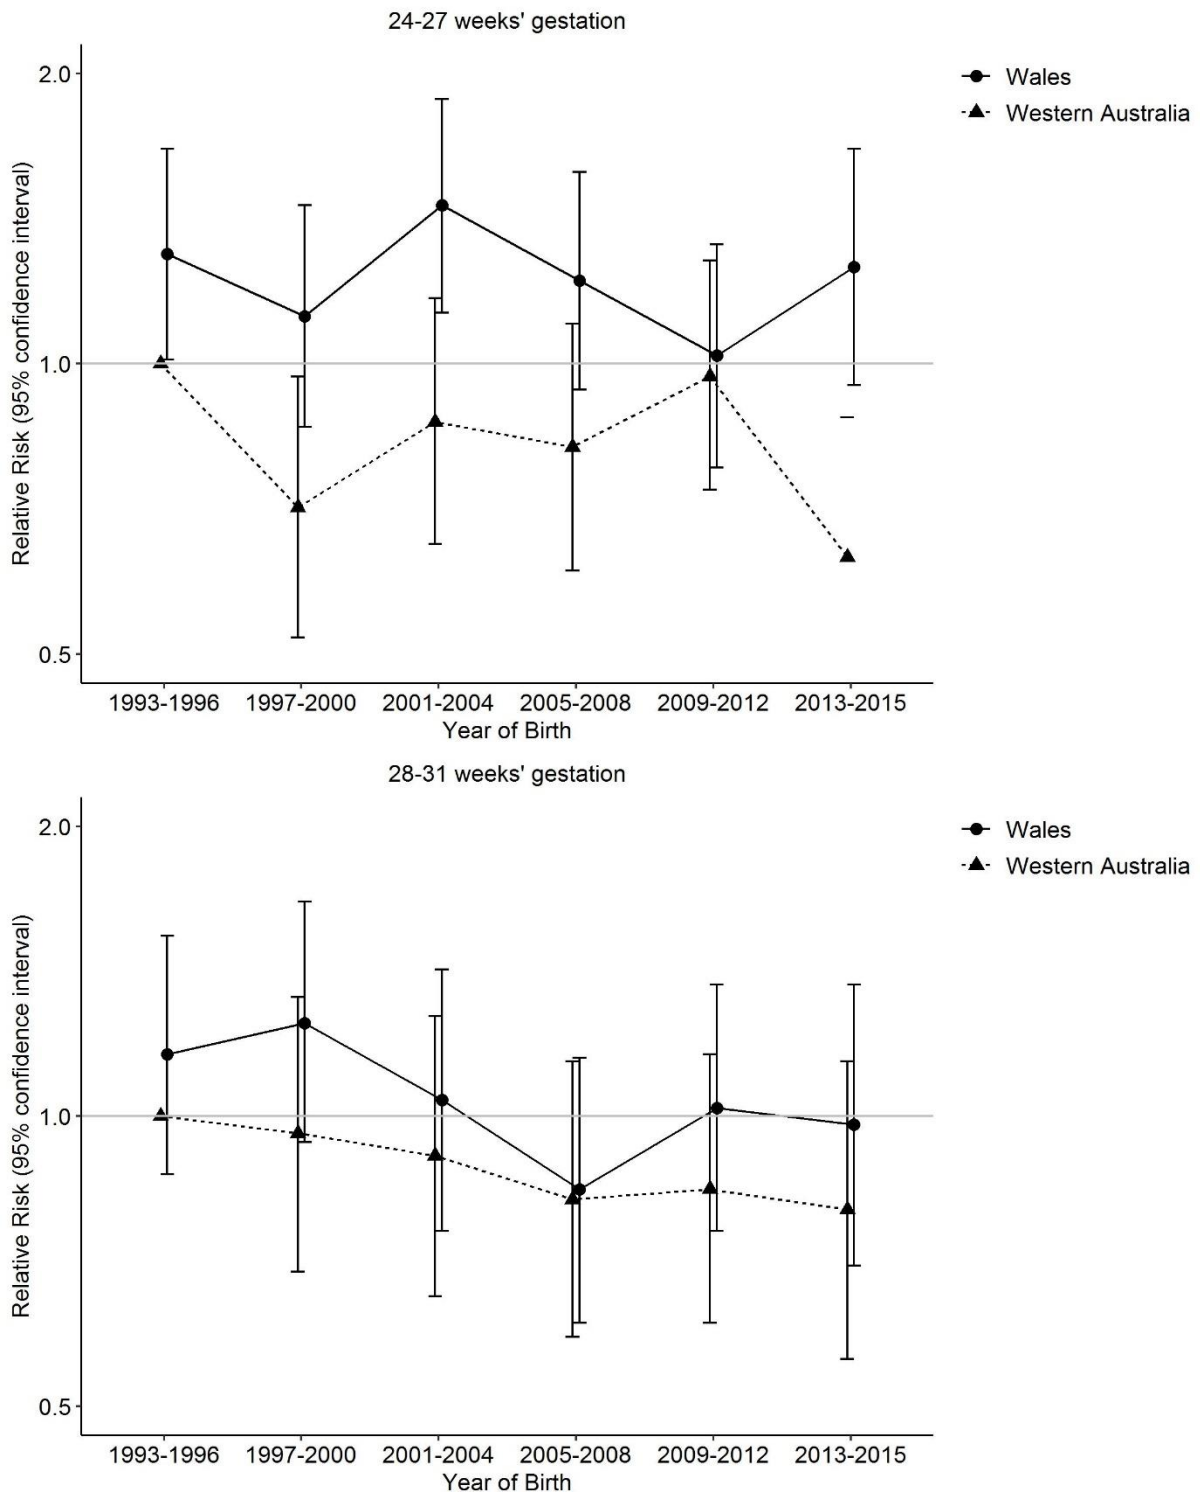 24-27 weeks' gestation
2.0
1.0
0.5
Relative Risk (95% confidence interval)
1993-1996 1997-2000 2001-2004 2005-2008 2009-2012 2013-2015
Year of Birth
Wales
Western Australia
28-31 weeks' gestation
2.0
1.0
0.5
Relative Risk (95% confidence interval)
1993-1996 1997-2000 2001-2004 2005-2008 2009-2012 2013-2015
Year of Birth
Wales
Western Australia